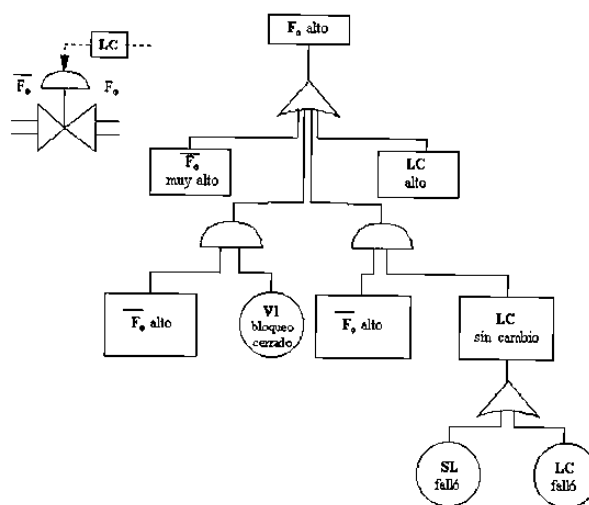 Fₒ alto
LC
F̅ₒ
Fₒ
F̅ₒ
muy alto
LC
alto
F̅ₒ alto
V1
bloqueo
cerrado
F̅ₒ alto
LC
sin cambio
SL
falló
LC
falló